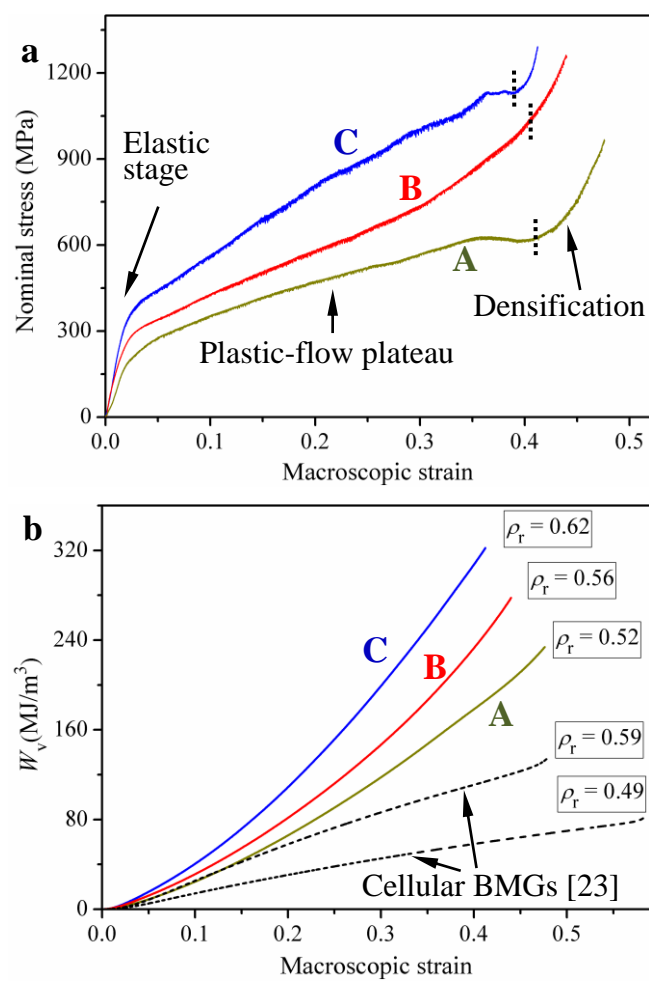 a
1200
900
600
300
0
Nominal stress (MPa)
Elastic
stage
C
B
A
Densification
Plastic-flow plateau
0.0 0.1 0.2 0.3 0.4 0.5
Macroscopic strain
b
320
240
160
80
0
Wv(MJ/m³)
ρr = 0.62
ρr = 0.56
C
B
ρr = 0.52
A
ρr = 0.59
ρr = 0.49
Cellular BMGs [23]
0.0 0.1 0.2 0.3 0.4 0.5
Macroscopic strain